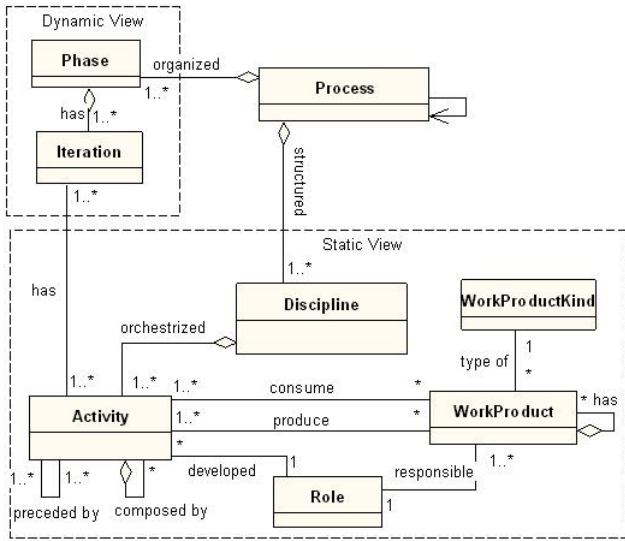 Dynamic View
Phase
organized
1..*
Process
has
1..*
Iteration
1..*
structured
1..*
Static View
has
Discipline
WorkProductKind
orchestrized
1
type of
*
1..*
1..*
1..*
consume
*
Activity
1..*
produce
*
WorkProduct
* has
*
developed
1
responsible
1..*
1..*
1..*
*
Role
1
preceded by
composed by